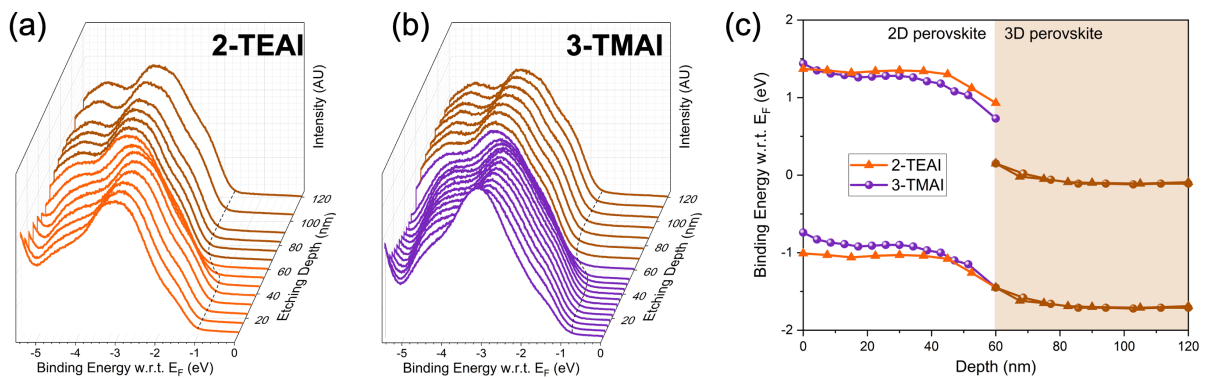 (a)
2-TEAI
Intensity (AU)
120
100
80
60
40
20
Etching Depth (nm)
-5
-4
-3
-2
-1
0
Binding Energy w.r.t. E_F (eV)
(b)
3-TMAI
Intensity (AU)
120
100
80
60
40
20
Etching Depth (nm)
-5
-4
-3
-2
-1
0
Binding Energy w.r.t. E_F (eV)
(c)
2D perovskite
3D perovskite
2
1
0
-1
-2
Binding Energy w.r.t. E_F (eV)
2-TEAI
3-TMAI
0
20
40
60
80
100
120
Depth (nm)